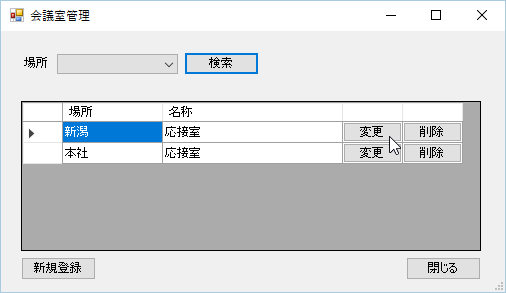 会議室管理
場所 検索
場所 名称
新潟 応接室 変更 削除
本社 応接室 変更 削除
新規登録 閉じる